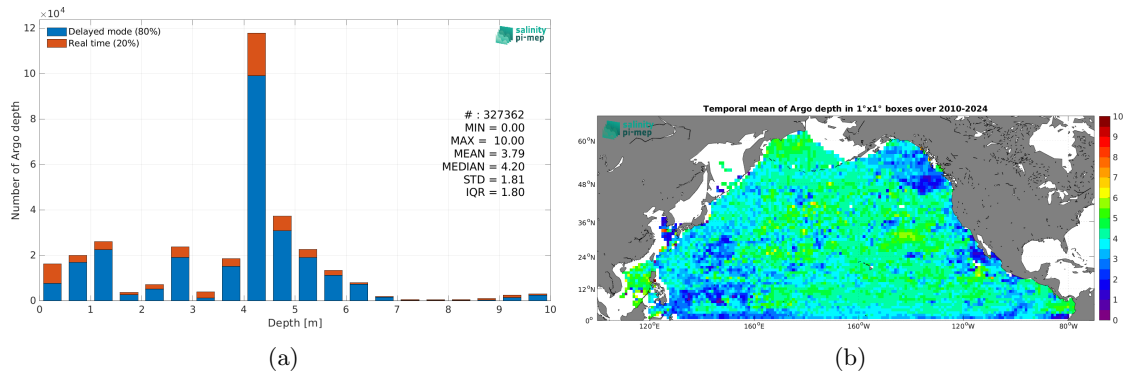 ×10⁴
12
10
8
6
4
2
0
Number of Argo depth
Delayed mode (80%)
Real time (20%)
salinity
pi-mep
# : 327362
MIN = 0.00
MAX = 10.00
MEAN = 3.79
MEDIAN = 4.20
STD = 1.81
IQR = 1.80
0 1 2 3 4 5 6 7 8 9 10
Depth [m]
(a)
Temporal mean of Argo depth in 1°x1° boxes over 2010-2024
salinity
pi-mep
60°N
48°N
36°N
24°N
12°N
0°
120°E 160°E 160°W 120°W 80°W
10
9
8
7
6
5
4
3
2
1
0
(b)